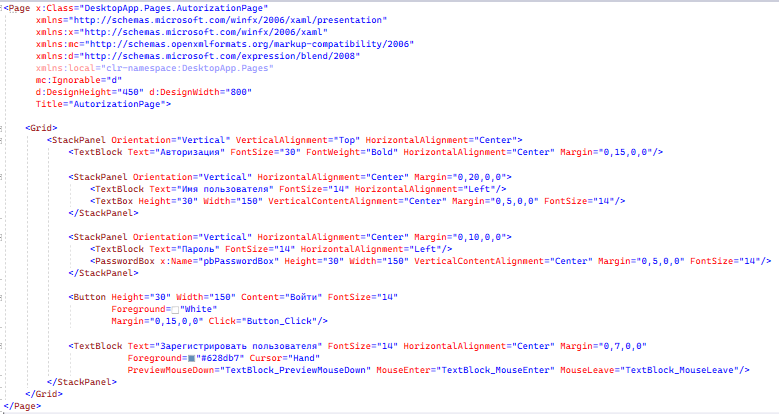 <Page x:Class="DesktopApp.Pages.AutorizationPage"
xmlns="http://schemas.microsoft.com/winfx/2006/xaml/presentation"
xmlns:x="http://schemas.microsoft.com/winfx/2006/xaml"
xmlns:mc="http://schemas.openxmlformats.org/markup-compatibility/2006"
xmlns:d="http://schemas.microsoft.com/expression/blend/2008"
xmlns:local="clr-namespace:DesktopApp.Pages"
mc:Ignorable="d"
d:DesignHeight="450" d:DesignWidth="800"
Title="AutorizationPage">
<Grid>
<StackPanel Orientation="Vertical" VerticalAlignment="Top" HorizontalAlignment="Center">
<TextBlock Text="Авторизация" FontSize="30" FontWeight="Bold" HorizontalAlignment="Center" Margin="0,15,0,0"/>
<StackPanel Orientation="Vertical" HorizontalAlignment="Center" Margin="0,20,0,0">
<TextBlock Text="Имя пользователя" FontSize="14" HorizontalAlignment="Left"/>
<TextBox Height="30" Width="150" VerticalContentAlignment="Center" Margin="0,5,0,0" FontSize="14"/>
</StackPanel>
<StackPanel Orientation="Vertical" HorizontalAlignment="Center" Margin="0,10,0,0">
<TextBlock Text="Пароль" FontSize="14" HorizontalAlignment="Left"/>
<PasswordBox x:Name="pbPasswordBox" Height="30" Width="150" VerticalContentAlignment="Center" Margin="0,5,0,0" FontSize="14"/>
</StackPanel>
<Button Height="30" Width="150" Content="Войти" FontSize="14"
Foreground="White"
Margin="0,15,0,0" Click="Button_Click"/>
<TextBlock Text="Зарегистрировать пользователя" FontSize="14" HorizontalAlignment="Center" Margin="0,7,0,0"
Foreground="#628db7" Cursor="Hand"
PreviewMouseDown="TextBlock_PreviewMouseDown" MouseEnter="TextBlock_MouseEnter" MouseLeave="TextBlock_MouseLeave"/>
</StackPanel>
</Grid>
</Page>